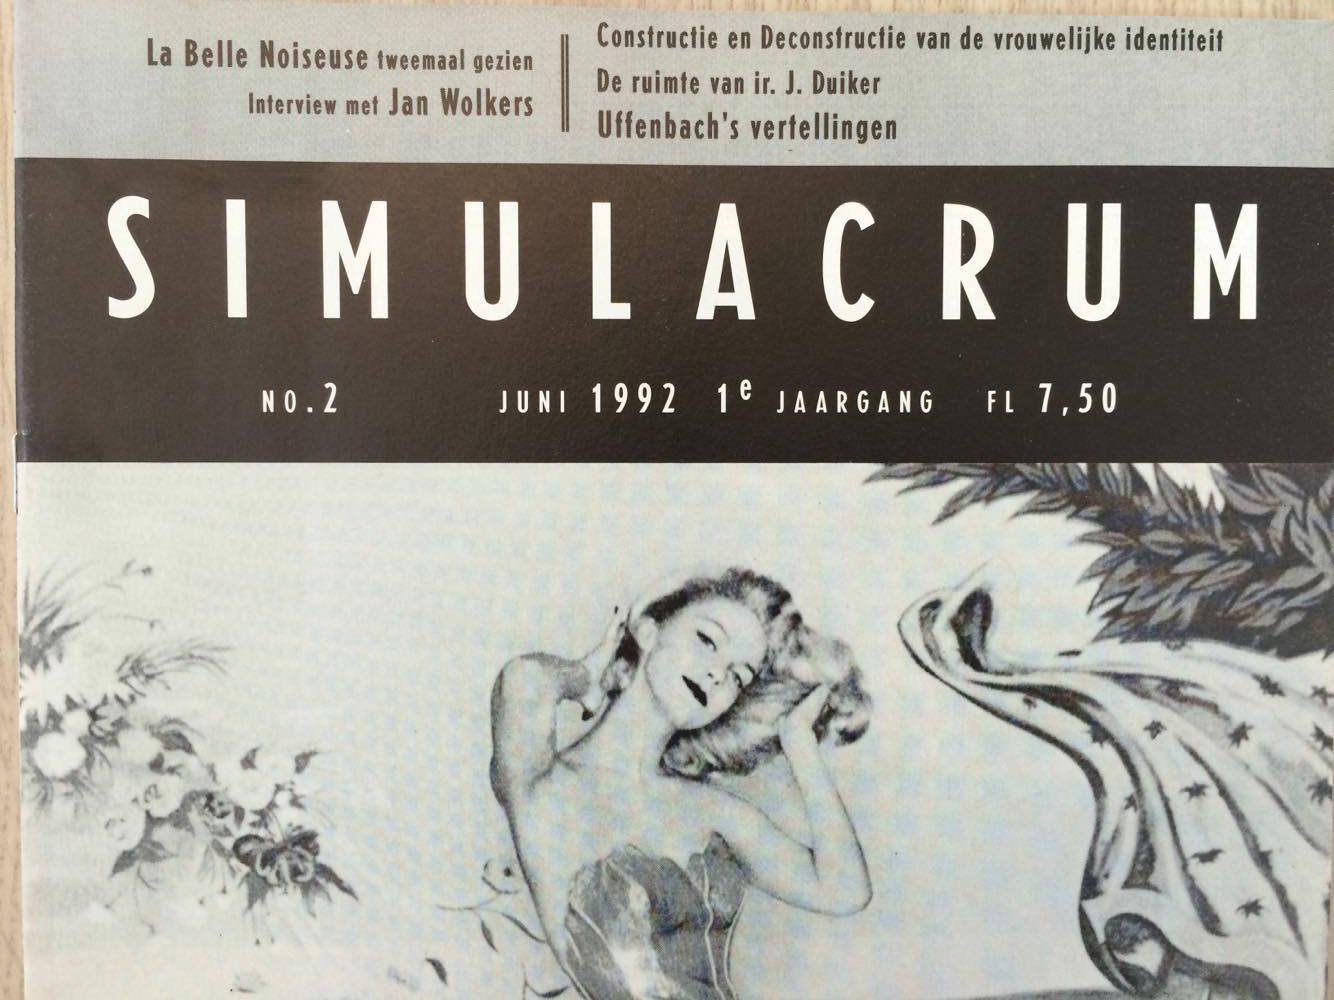 La Belle Noiseuse tweemaal gezien
Interview met Jan Wolkers
Constructie en Deconstructie van de vrouwelijke identiteit
De ruimte van ir. J. Duiker
Uffenbach's vertellingen
SIMULACRUM
NO.2 JUNI 1992 1e JAARGANG FL 7,50